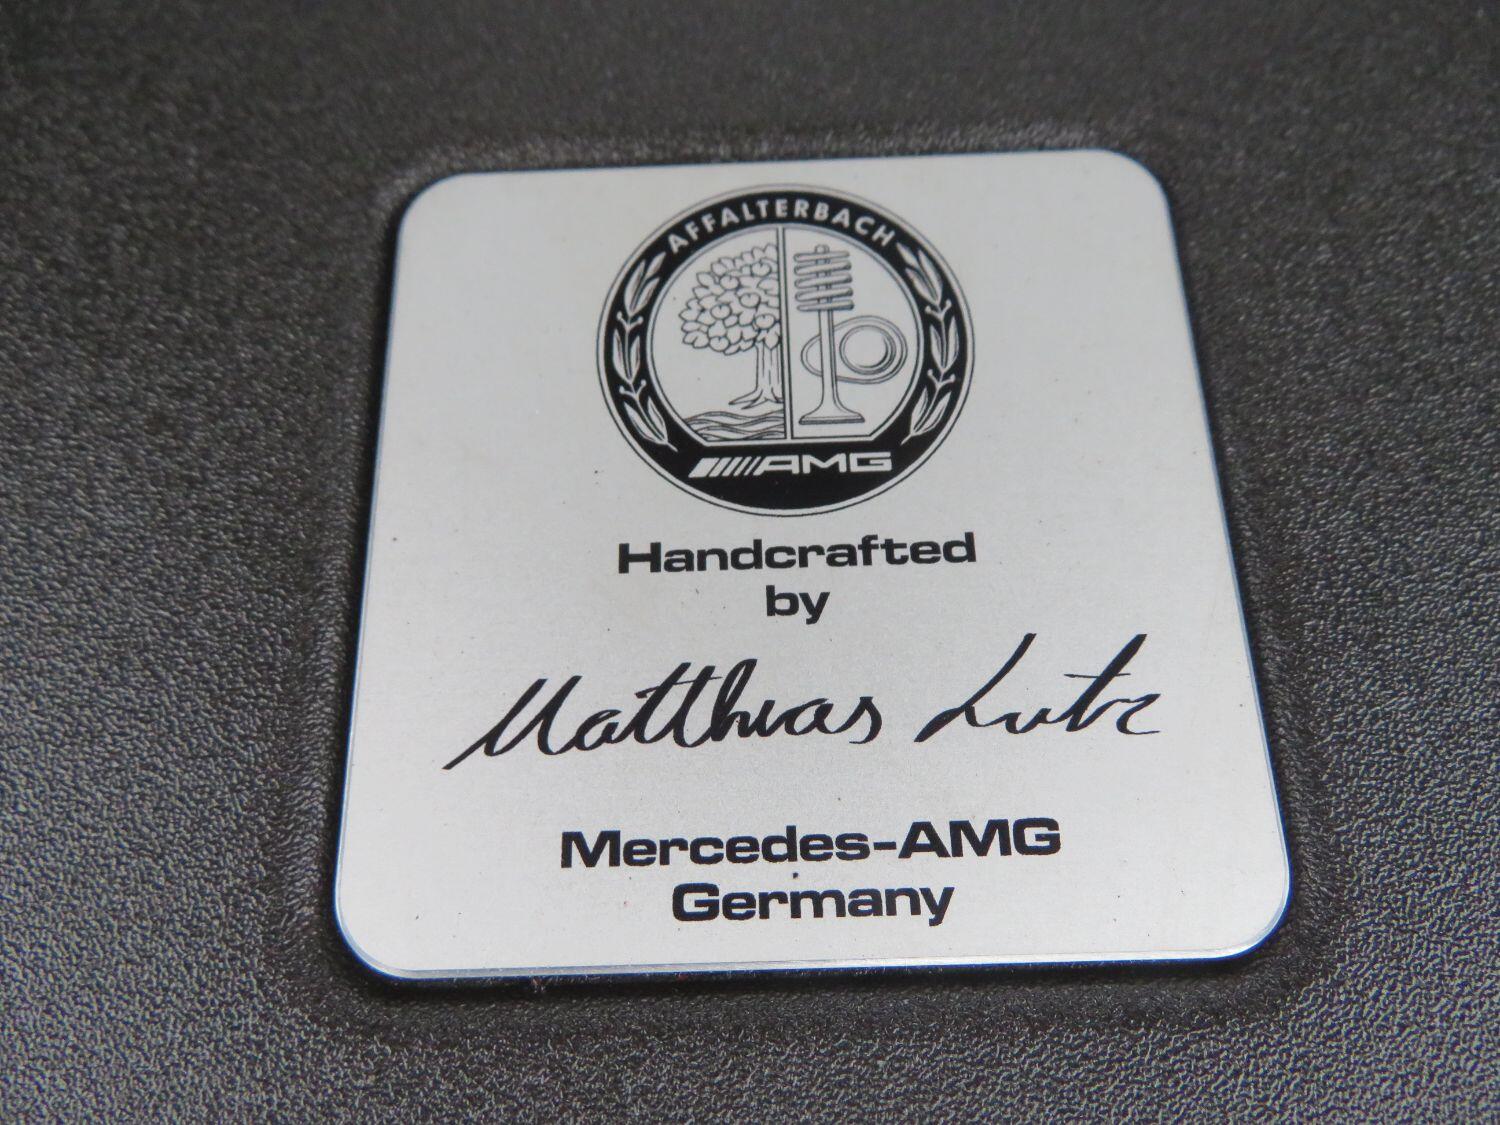 AFFALTERBACH
AMG
Handcrafted
by
Matthias Lutz
Mercedes-AMG
Germany